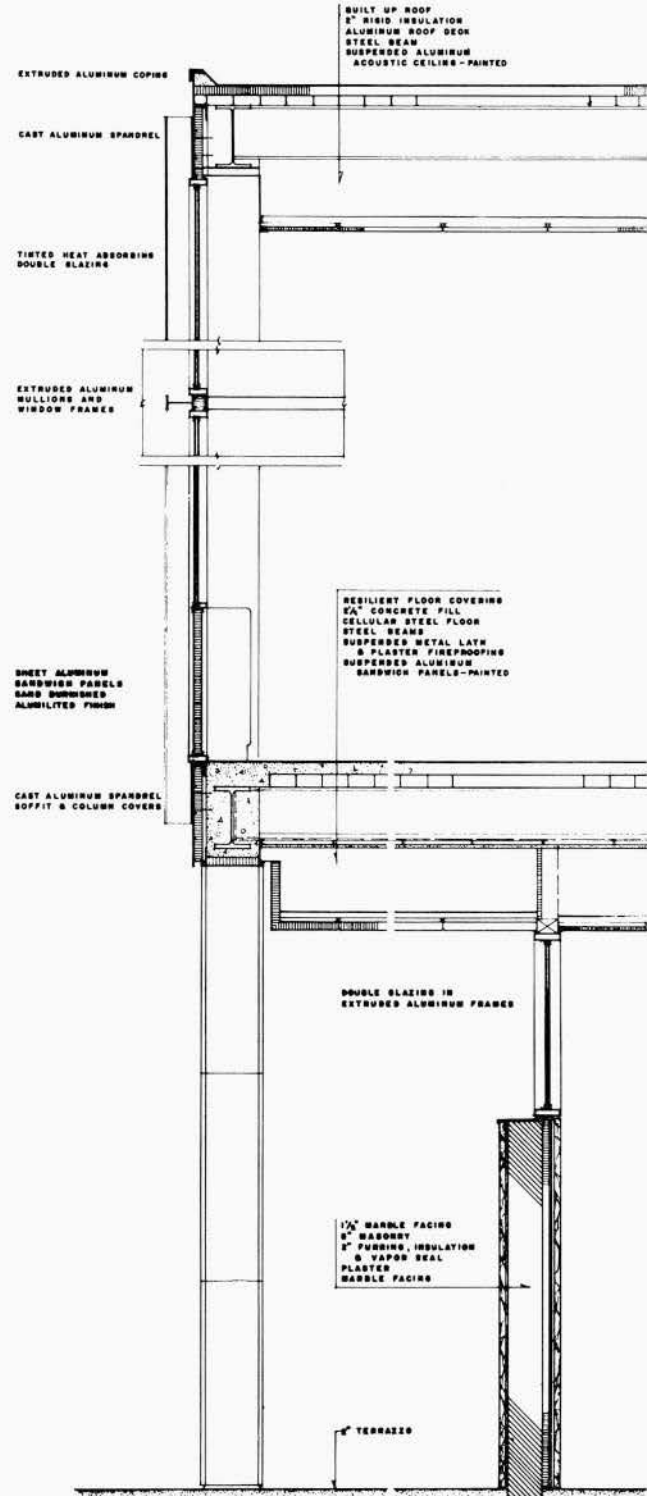 BUILT UP ROOF
2" RIGID INSULATION
ALUMINUM ROOF DECK
STEEL BEAM
SUSPENDED ALUMINUM
ACOUSTIC CEILING-PAINTED
EXTRUDED ALUMINUM COPING
CAST ALUMINUM SPANDREL
TINTED HEAT ABSORBING
DOUBLE GLAZING
EXTRUDED ALUMINUM
MULLIONS AND
WINDOW FRAMES
RESILIENT FLOOR COVERING
CONCRETE FILL
CELLULAR STEEL FLOOR
STEEL BEAMS
SUSPENDED METAL LATH
& PLASTER FIREPROOFING
SUSPENDED ALUMINUM
SANDWICH PANELS-PAINTED
SHEET ALUMINUM
SANDWICH PANELS
SAND BURNISHED
ALUMILITED FINISH
CAST ALUMINUM SPANDREL
SOFFIT & COLUMN COVERS
DOUBLE GLAZING IN
EXTRUDED ALUMINUM FRAMES
MARBLE FACING
MASONRY
2" FURRING, INSULATION
& VAPOR SEAL
PLASTER
MARBLE FACING
TERRAZZO